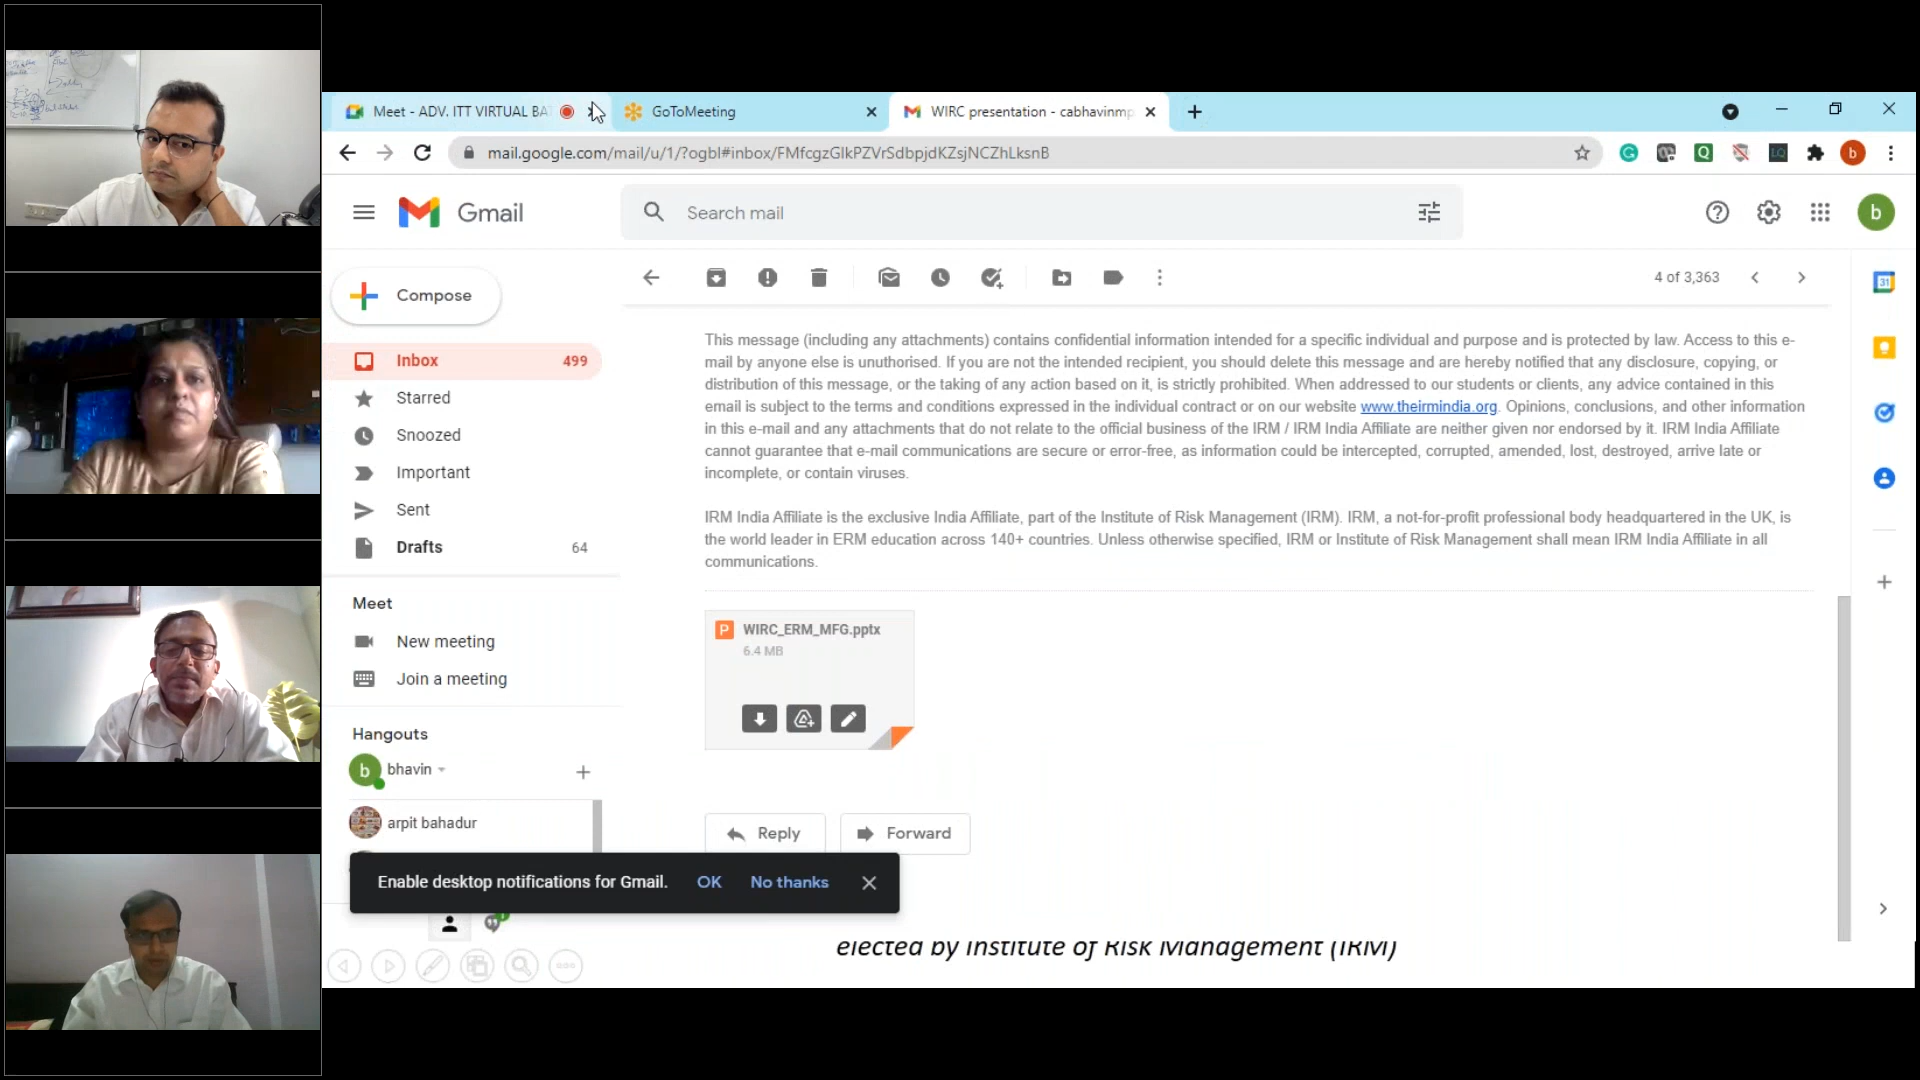 Meet - ADV. ITT VIRTUAL BA
GoToMeeting
WIRC presentation - cabhavinmp
mail.google.com/mail/u/1/?ogbl#inbox/FMfcgzGlkPZVrSdbpjdKZsjNCZhLksnB
b
Gmail
Search mail
b
Compose
4 of 3,363
31
Inbox 499
Starred
Snoozed
Important
Sent
Drafts 64
Meet
New meeting
Join a meeting
Hangouts
b bhavin
arpit bahadur
This message (including any attachments) contains confidential information intended for a specific individual and purpose and is protected by law. Access to this e-
mail by anyone else is unauthorised. If you are not the intended recipient, you should delete this message and are hereby notified that any disclosure, copying, or
distribution of this message, or the taking of any action based on it, is strictly prohibited. When addressed to our students or clients, any advice contained in this
email is subject to the terms and conditions expressed in the individual contract or on our website www.theirmindia.org. Opinions, conclusions, and other information
in this e-mail and any attachments that do not relate to the official business of the IRM / IRM India Affiliate are neither given nor endorsed by it. IRM India Affiliate
cannot guarantee that e-mail communications are secure or error-free, as information could be intercepted, corrupted, amended, lost, destroyed, arrive late or
incomplete, or contain viruses.
IRM India Affiliate is the exclusive India Affiliate, part of the Institute of Risk Management (IRM). IRM, a not-for-profit professional body headquartered in the UK, is
the world leader in ERM education across 140+ countries. Unless otherwise specified, IRM or Institute of Risk Management shall mean IRM India Affiliate in all
communications.
P WIRC_ERM_MFG.pptx
6.4 MB
Reply
Forward
Enable desktop notifications for Gmail. OK No thanks
elected by Institute of Risk Management (IRM)